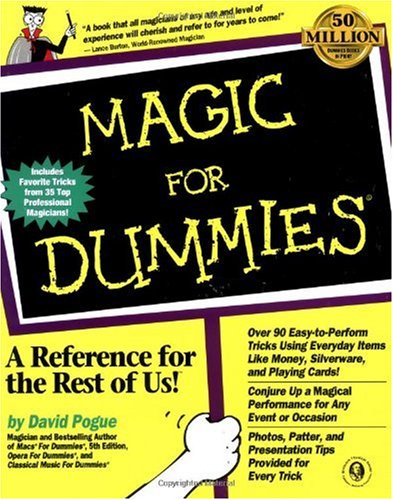 "A book that all magicians of any rate and level of
experience will cherish and refer to for years to come!"
— Lance Burton, World-Renowned Magician
50
MILLION
DUMMIES BOOKS
IN PRINT
MAGIC
FOR
DUMMIES®
Includes
Favorite Tricks
from 35 Top
Professional
Magicians!
A Reference for
the Rest of Us!®
by David Pogue
Magician and Bestselling Author
of Macs® For Dummies®, 5th Edition,
Opera For Dummies®, and
Classical Music For Dummies®
Over 90 Easy-to-Perform
Tricks Using Everyday Items
Like Money, Silverware,
and Playing Cards!
Conjure Up a Magical
Performance for Any
Event or Occasion
Photos, Patter, and
Presentation Tips
Provided for
Every Trick
Copyrighted Material
Copyrighted Material